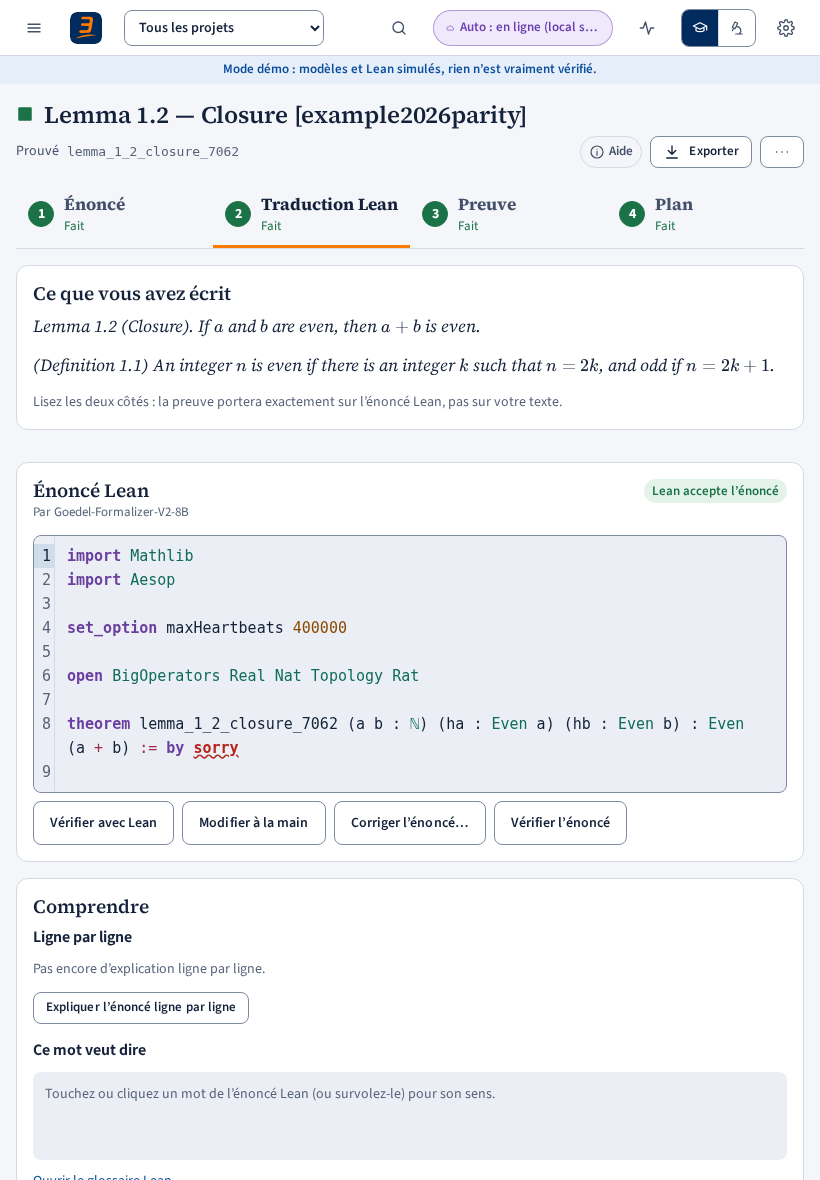 Tous les projets
Auto : en ligne (local s…
Mode démo : modèles et Lean simulés, rien n’est vraiment vérifié.
Lemma 1.2 — Closure [example2026parity]
Prouvé lemma_1_2_closure_7062
Aide
Exporter
...
1 Énoncé
Fait
2 Traduction Lean
Fait
3 Preuve
Fait
4 Plan
Fait
Ce que vous avez écrit
Lemma 1.2 (Closure). If a and b are even, then a + b is even.
(Definition 1.1) An integer n is even if there is an integer k such that n = 2k, and odd if n = 2k + 1.
Lisez les deux côtés : la preuve portera exactement sur l’énoncé Lean, pas sur votre texte.
Énoncé Lean
Lean accepte l’énoncé
Par Goedel-Formalizer-V2-8B
1 import Mathlib
2 import Aesop
3
4 set_option maxHeartbeats 400000
5
6 open BigOperators Real Nat Topology Rat
7
8 theorem lemma_1_2_closure_7062 (a b : ℕ) (ha : Even a) (hb : Even b) : Even
(a + b) := by sorry
9
Vérifier avec Lean
Modifier à la main
Corriger l’énoncé…
Vérifier l’énoncé
Comprendre
Ligne par ligne
Pas encore d’explication ligne par ligne.
Expliquer l’énoncé ligne par ligne
Ce mot veut dire
Touchez ou cliquez un mot de l’énoncé Lean (ou survolez-le) pour son sens.
Ouvrir le glossaire Lean